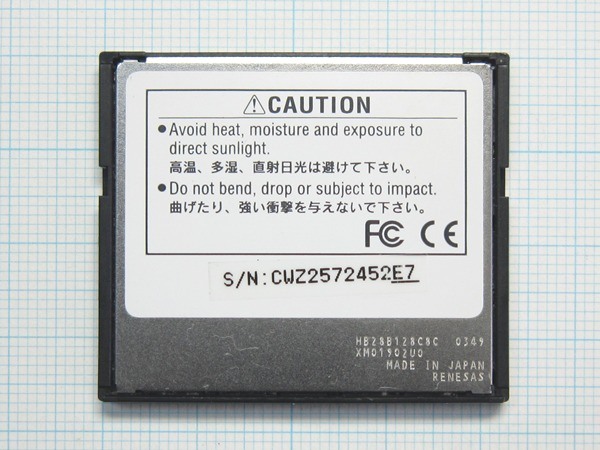 ⚠CAUTION
●Avoid heat, moisture and exposure to
direct sunlight.
高温、多湿、直射日光は避けて下さい。
●Do not bend, drop or subject to impact.
曲げたり、強い衝撃を与えないで下さい。
FC CE
S/N:CWZ2572452E7
HB28B128C8C 0349
XM01902U0
MADE IN JAPAN
RENESAS